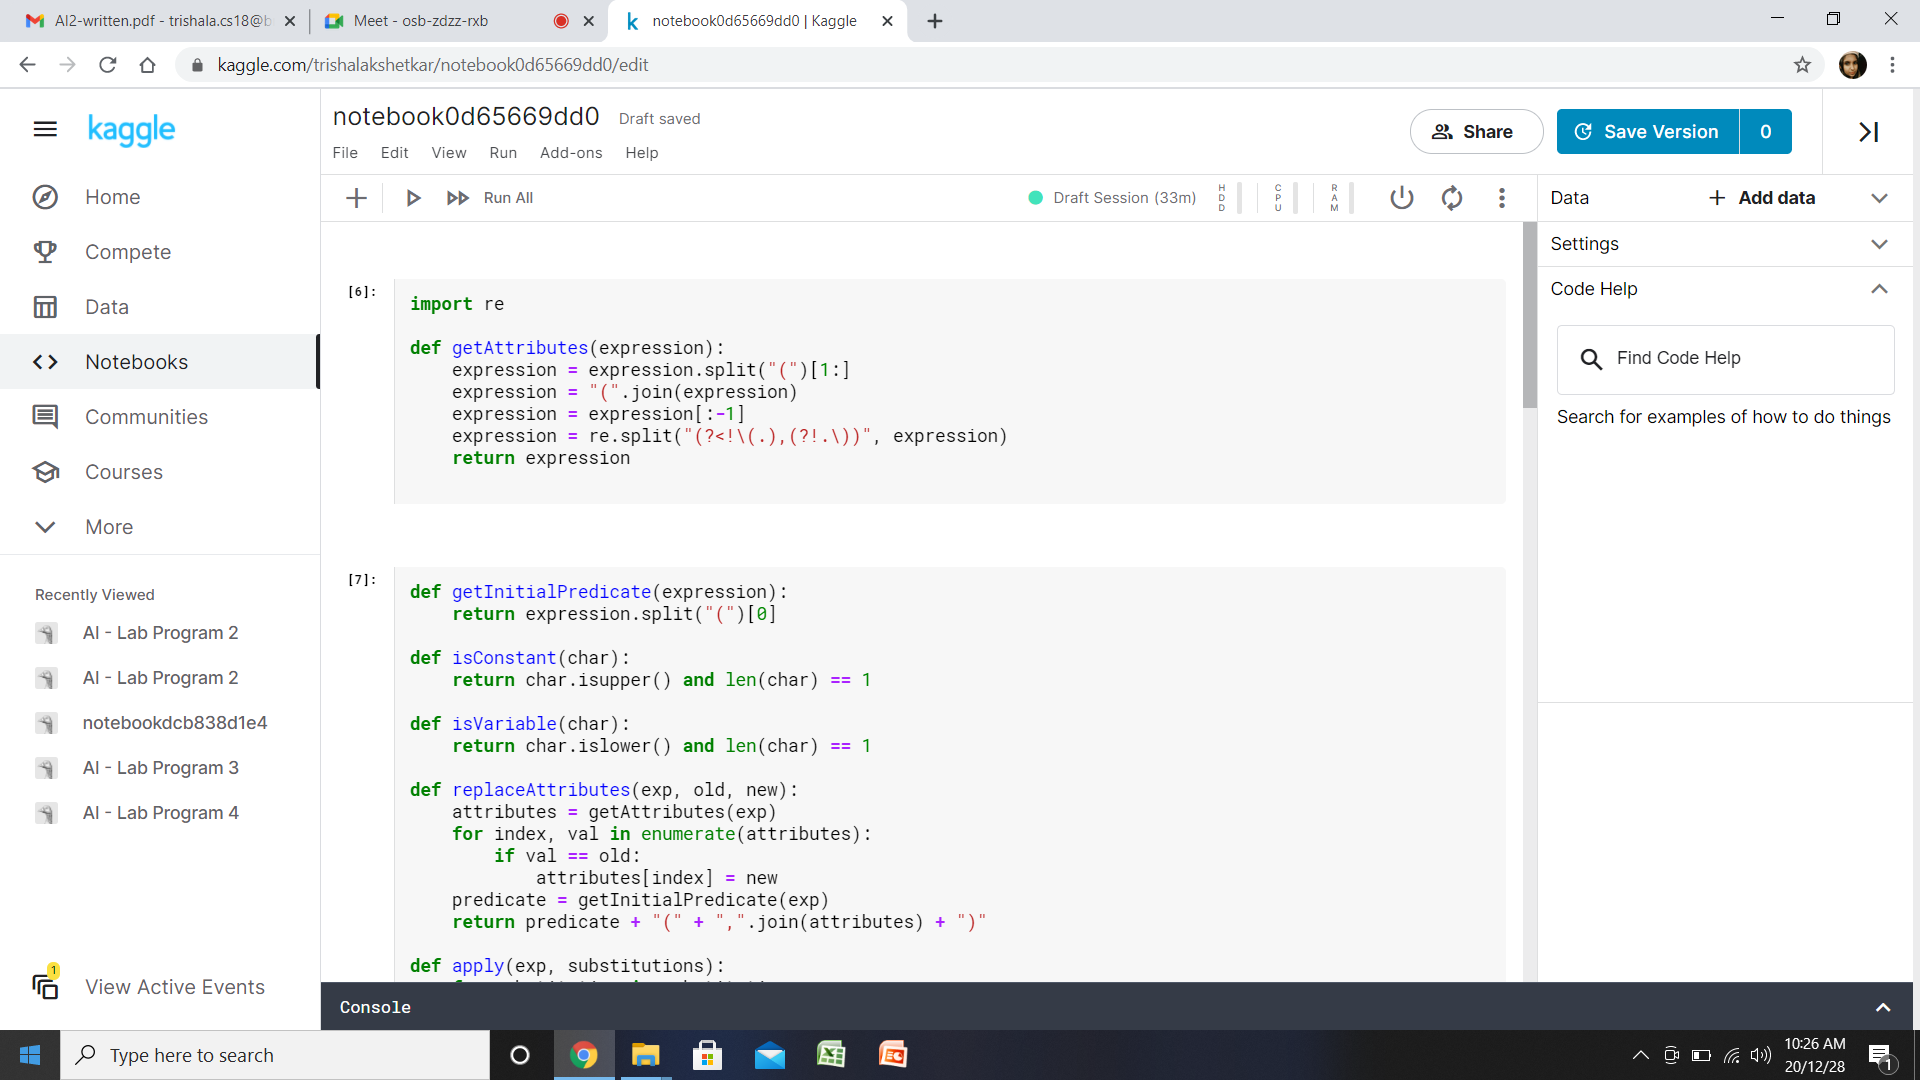 AI2-written.pdf - trishala.cs18@b
Meet - osb-zdzz-rxb
notebook0d65669dd0 | Kaggle
kaggle.com/trishalakshetkar/notebook0d65669dd0/edit
kaggle
Home
Compete
Data
Notebooks
Communities
Courses
More
Recently Viewed
AI - Lab Program 2
AI - Lab Program 2
notebookdcb838d1e4
AI - Lab Program 3
AI - Lab Program 4
1
View Active Events
notebook0d65669dd0 Draft saved
File Edit View Run Add-ons Help
Share
Save Version 0
Run All
Draft Session (33m)
HDD
CPU
RAM
[6]:
import re
def getAttributes(expression):
    expression = expression.split("(")[1:]
    expression = "(".join(expression)
    expression = expression[:-1]
    expression = re.split("(?<!\(.),(?!.\))", expression)
    return expression
[7]:
def getInitialPredicate(expression):
    return expression.split("(")[0]
def isConstant(char):
    return char.isupper() and len(char) == 1
def isVariable(char):
    return char.islower() and len(char) == 1
def replaceAttributes(exp, old, new):
    attributes = getAttributes(exp)
    for index, val in enumerate(attributes):
        if val == old:
            attributes[index] = new
    predicate = getInitialPredicate(exp)
    return predicate + "(" + ",".join(attributes) + ")"
def apply(exp, substitutions):
Console
Data
Add data
Settings
Code Help
Find Code Help
Search for examples of how to do things
Type here to search
10:26 AM
20/12/28
1